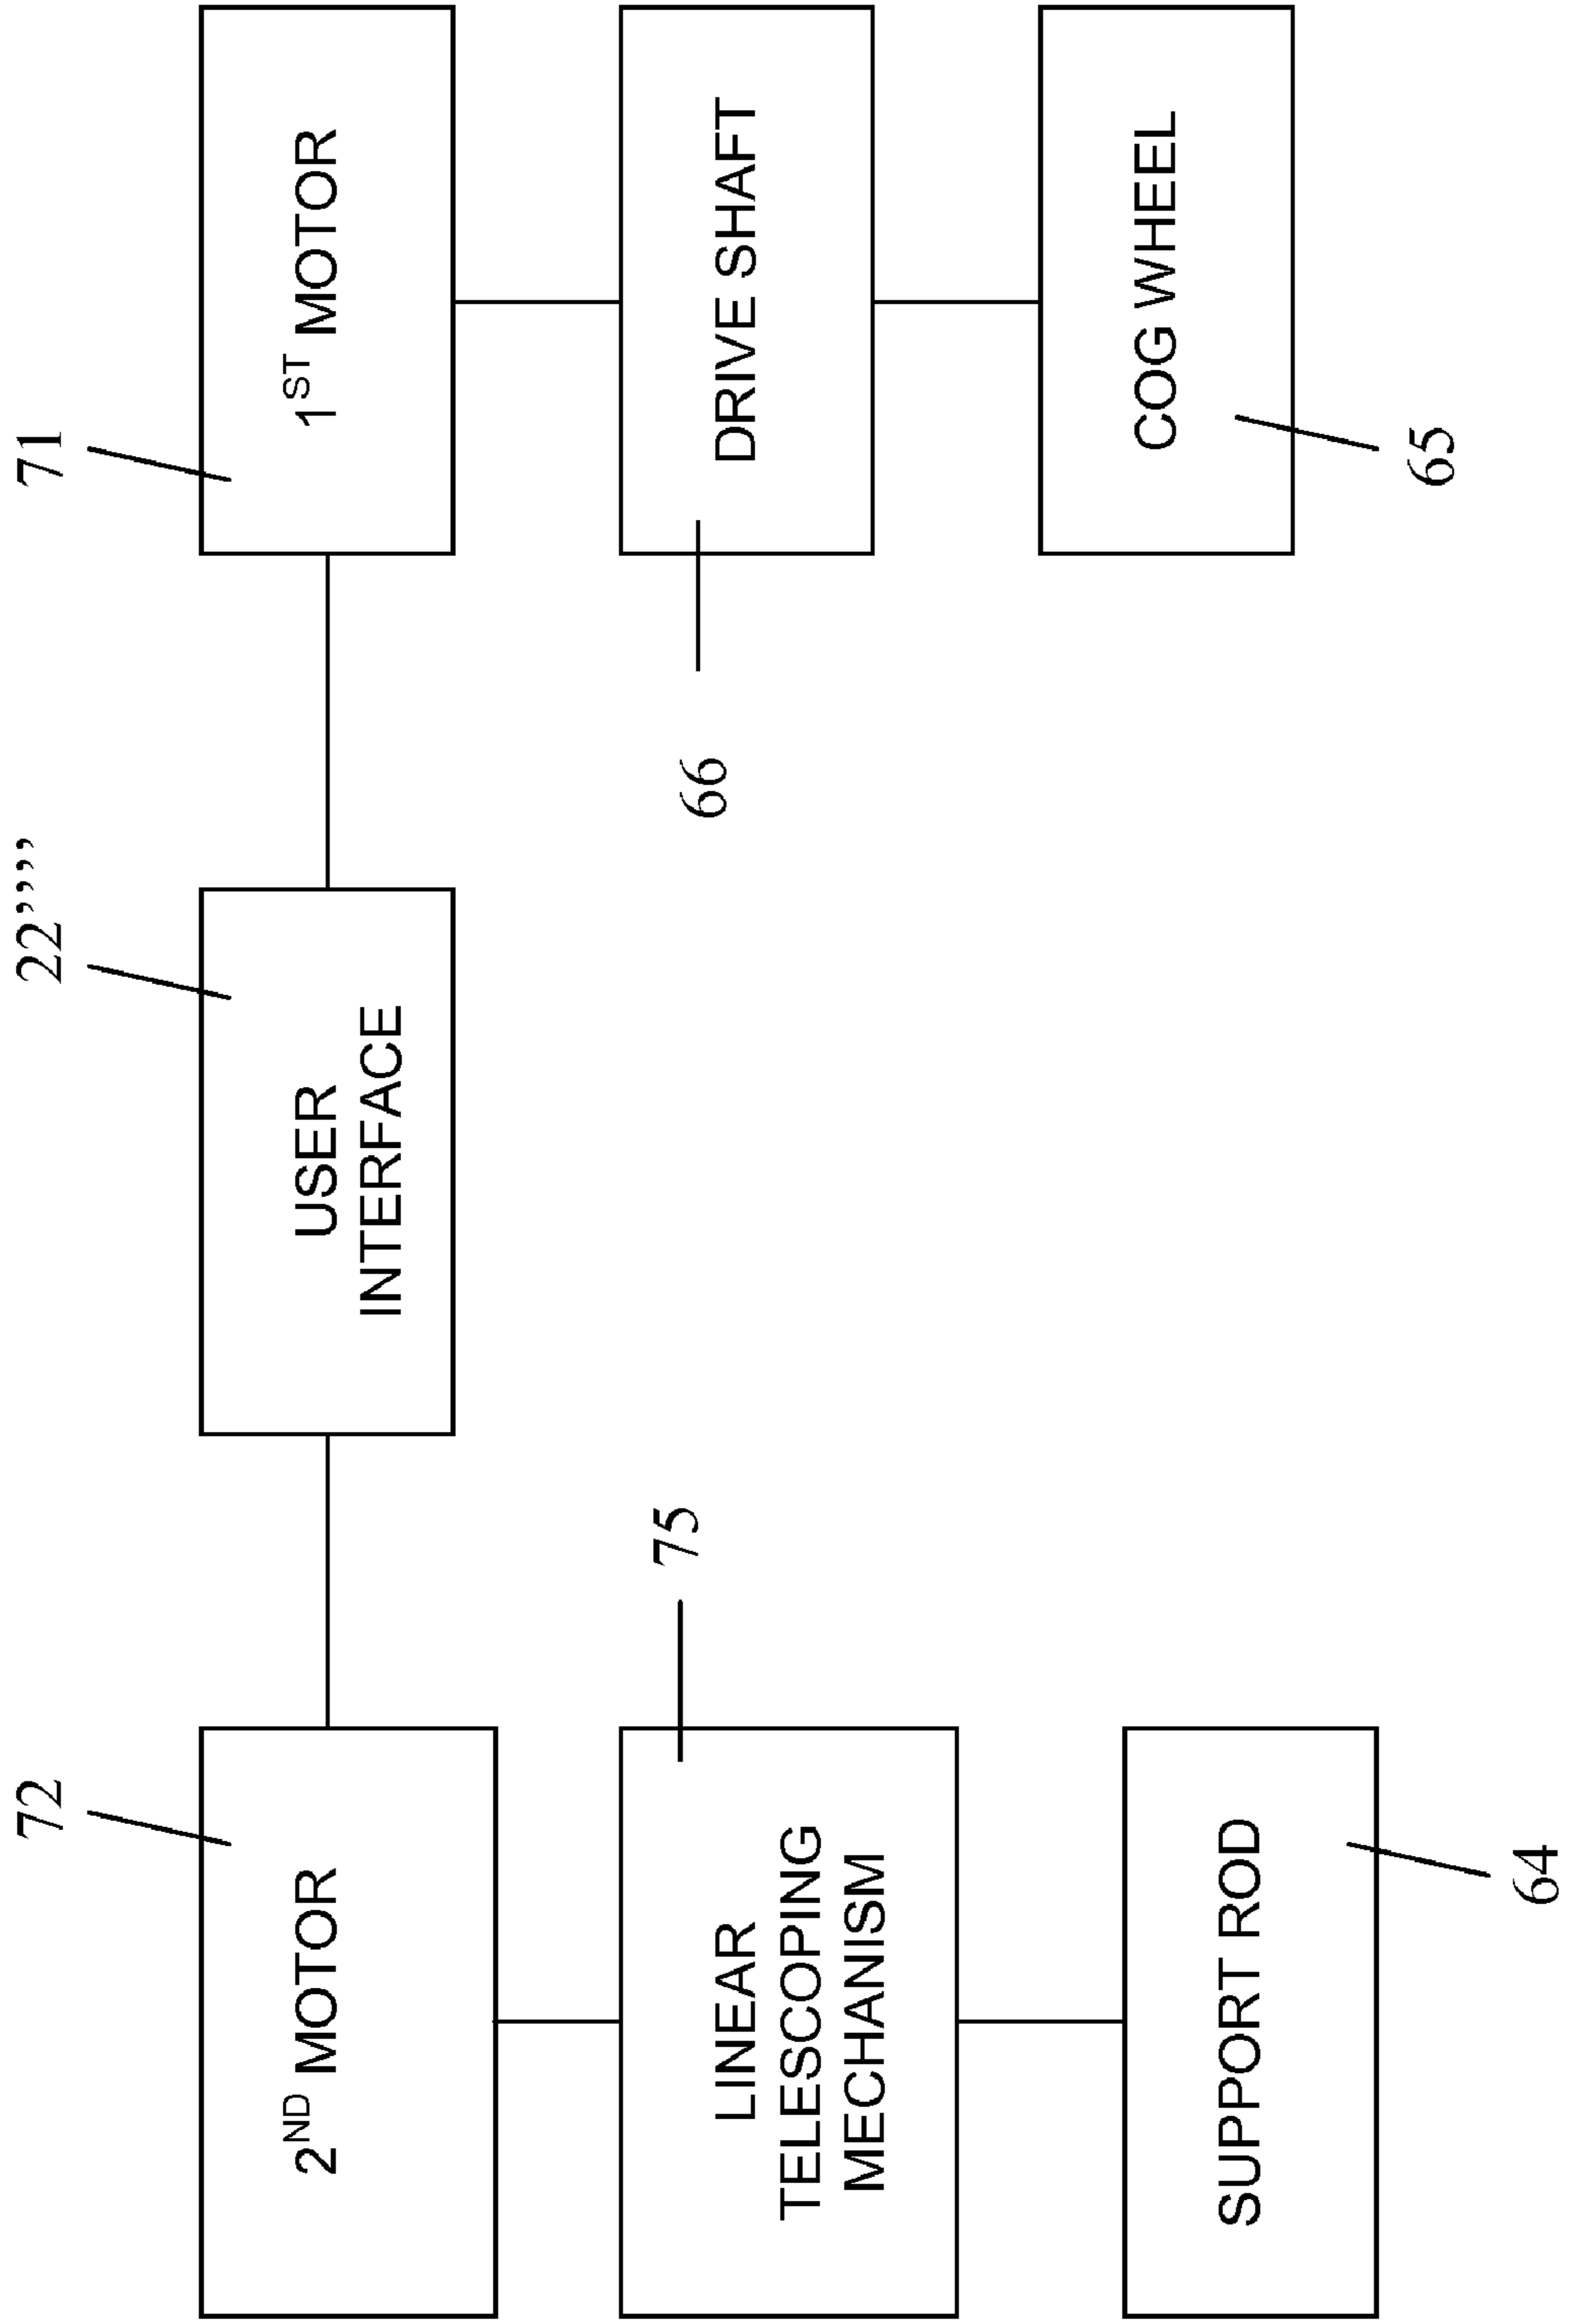 72
22’’’’
71
2ND MOTOR
USER
INTERFACE
1ST MOTOR
75
66
LINEAR
TELESCOPING
MECHANISM
DRIVE SHAFT
SUPPORT ROD
COG WHEEL
64
65